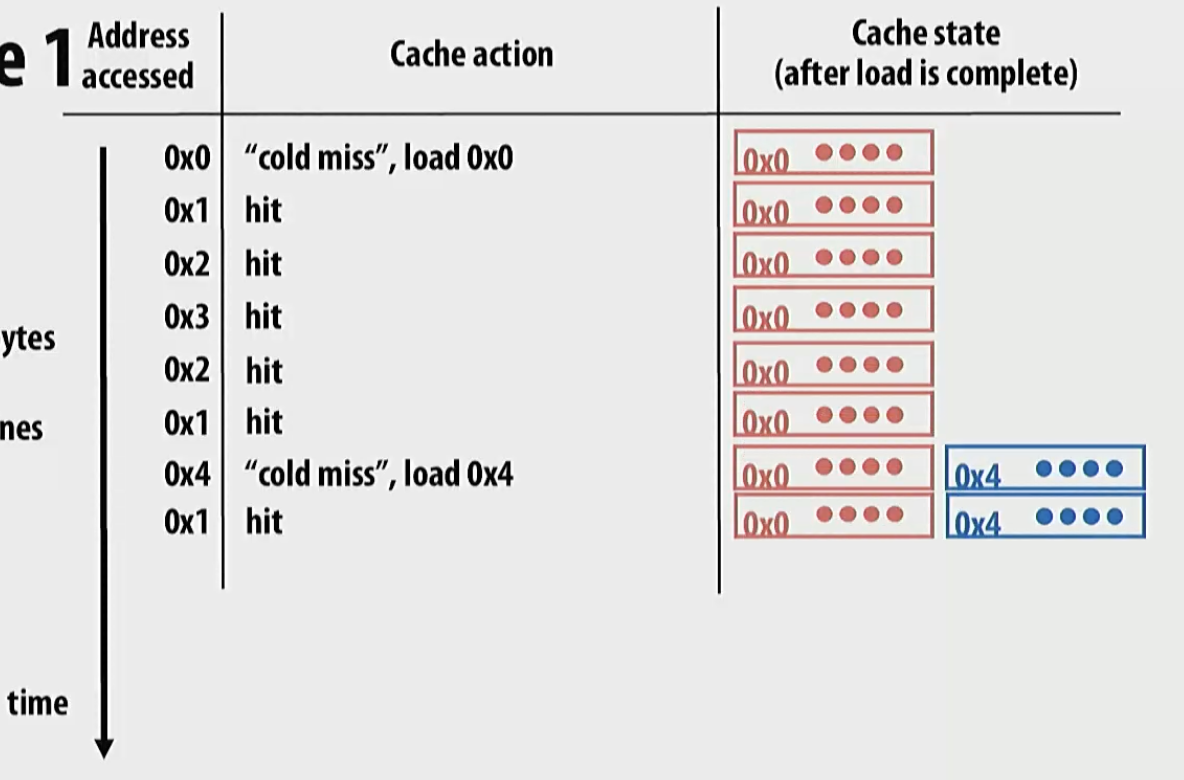 e 1
Address accessed
Cache action
Cache state
(after load is complete)
0x0 "cold miss", load 0x0 0x0
0x1 hit 0x0
0x2 hit 0x0
0x3 hit 0x0
ytes
0x2 hit 0x0
0x1 hit 0x0
nes
0x4 "cold miss", load 0x4 0x0 0x4
0x1 hit 0x0 0x4
time